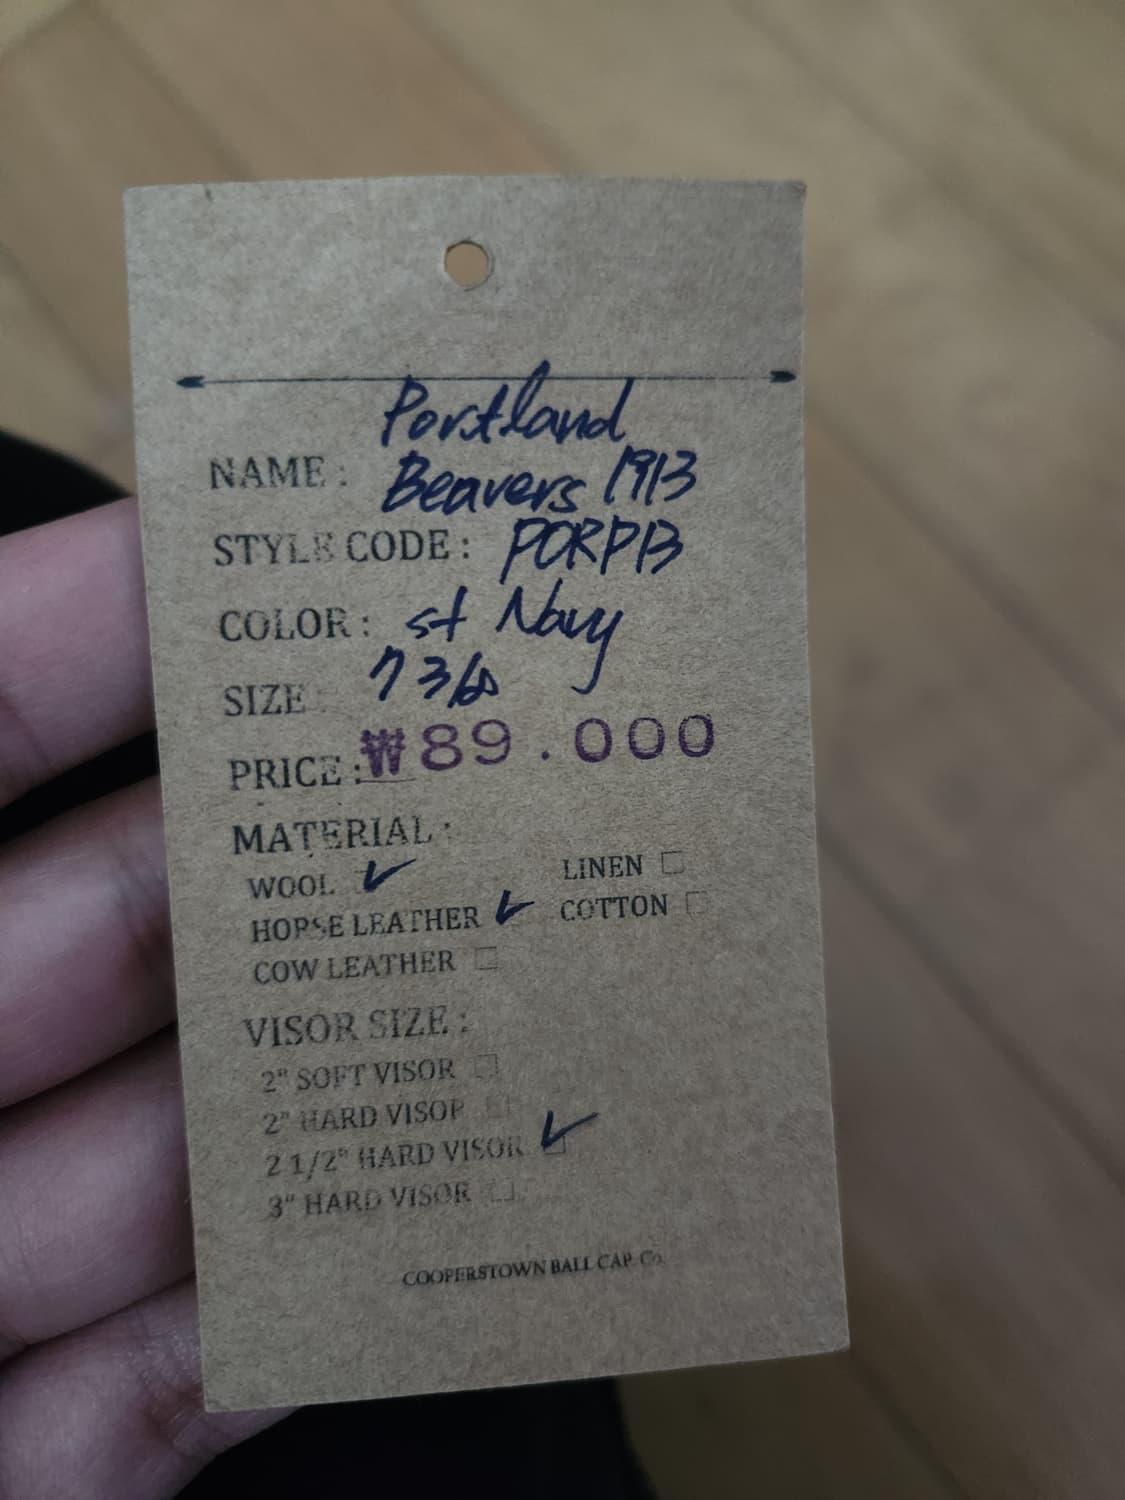 Portland
NAME : Beavers 1913
STYLE CODE : PORP13
COLOR : st Navy
SIZE 7 3/8
PRICE : ₩89.000
MATERIAL :
WOOL ✓ LINEN □
HORSE LEATHER ✓ COTTON □
COW LEATHER □
VISOR SIZE :
2" SOFT VISOR □
2" HARD VISOR □
2 1/2" HARD VISOR ✓
3" HARD VISOR □
COOPERSTOWN BALL CAP. Co.